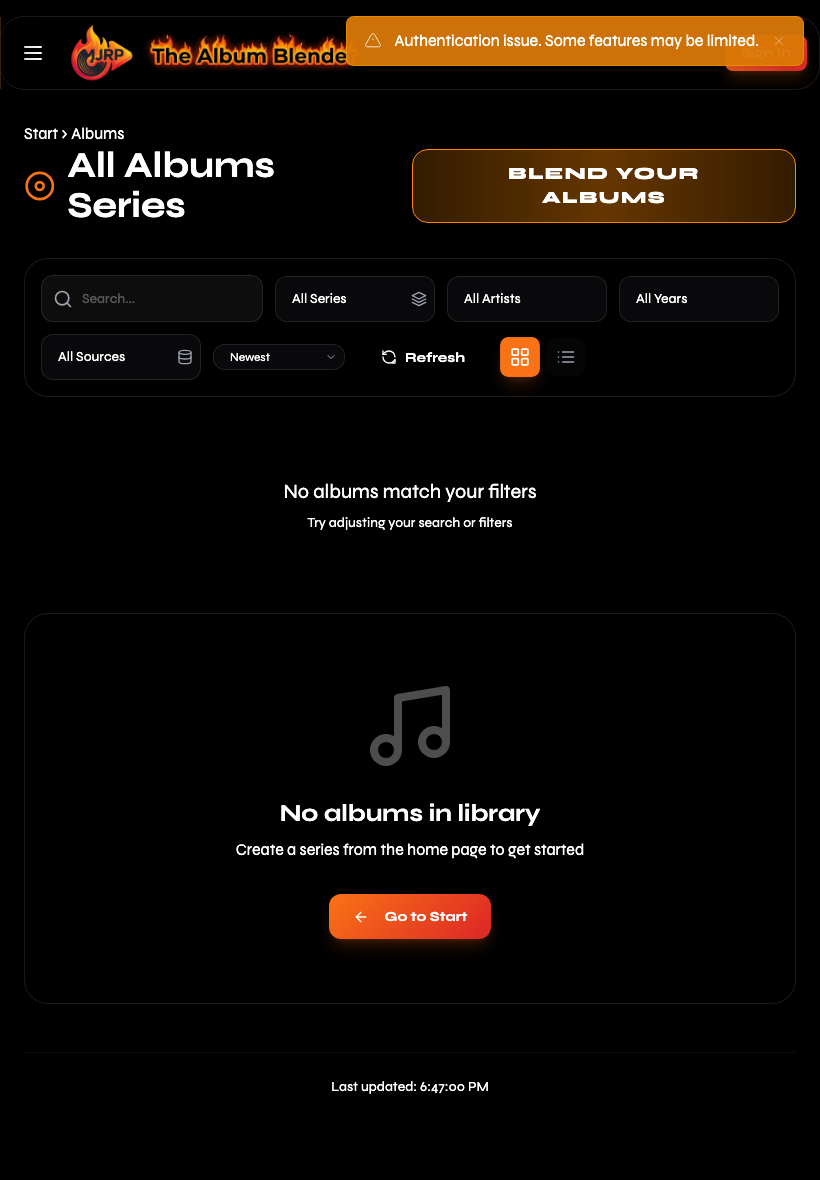 MJRP
The Album Blender
Authentication issue. Some features may be limited.
Sign In
Start › Albums
All Albums
Series
BLEND YOUR
ALBUMS
Search...
All Series
All Artists
All Years
All Sources
Newest
Refresh
No albums match your filters
Try adjusting your search or filters
No albums in library
Create a series from the home page to get started
Go to Start
Last updated: 6:47:00 PM